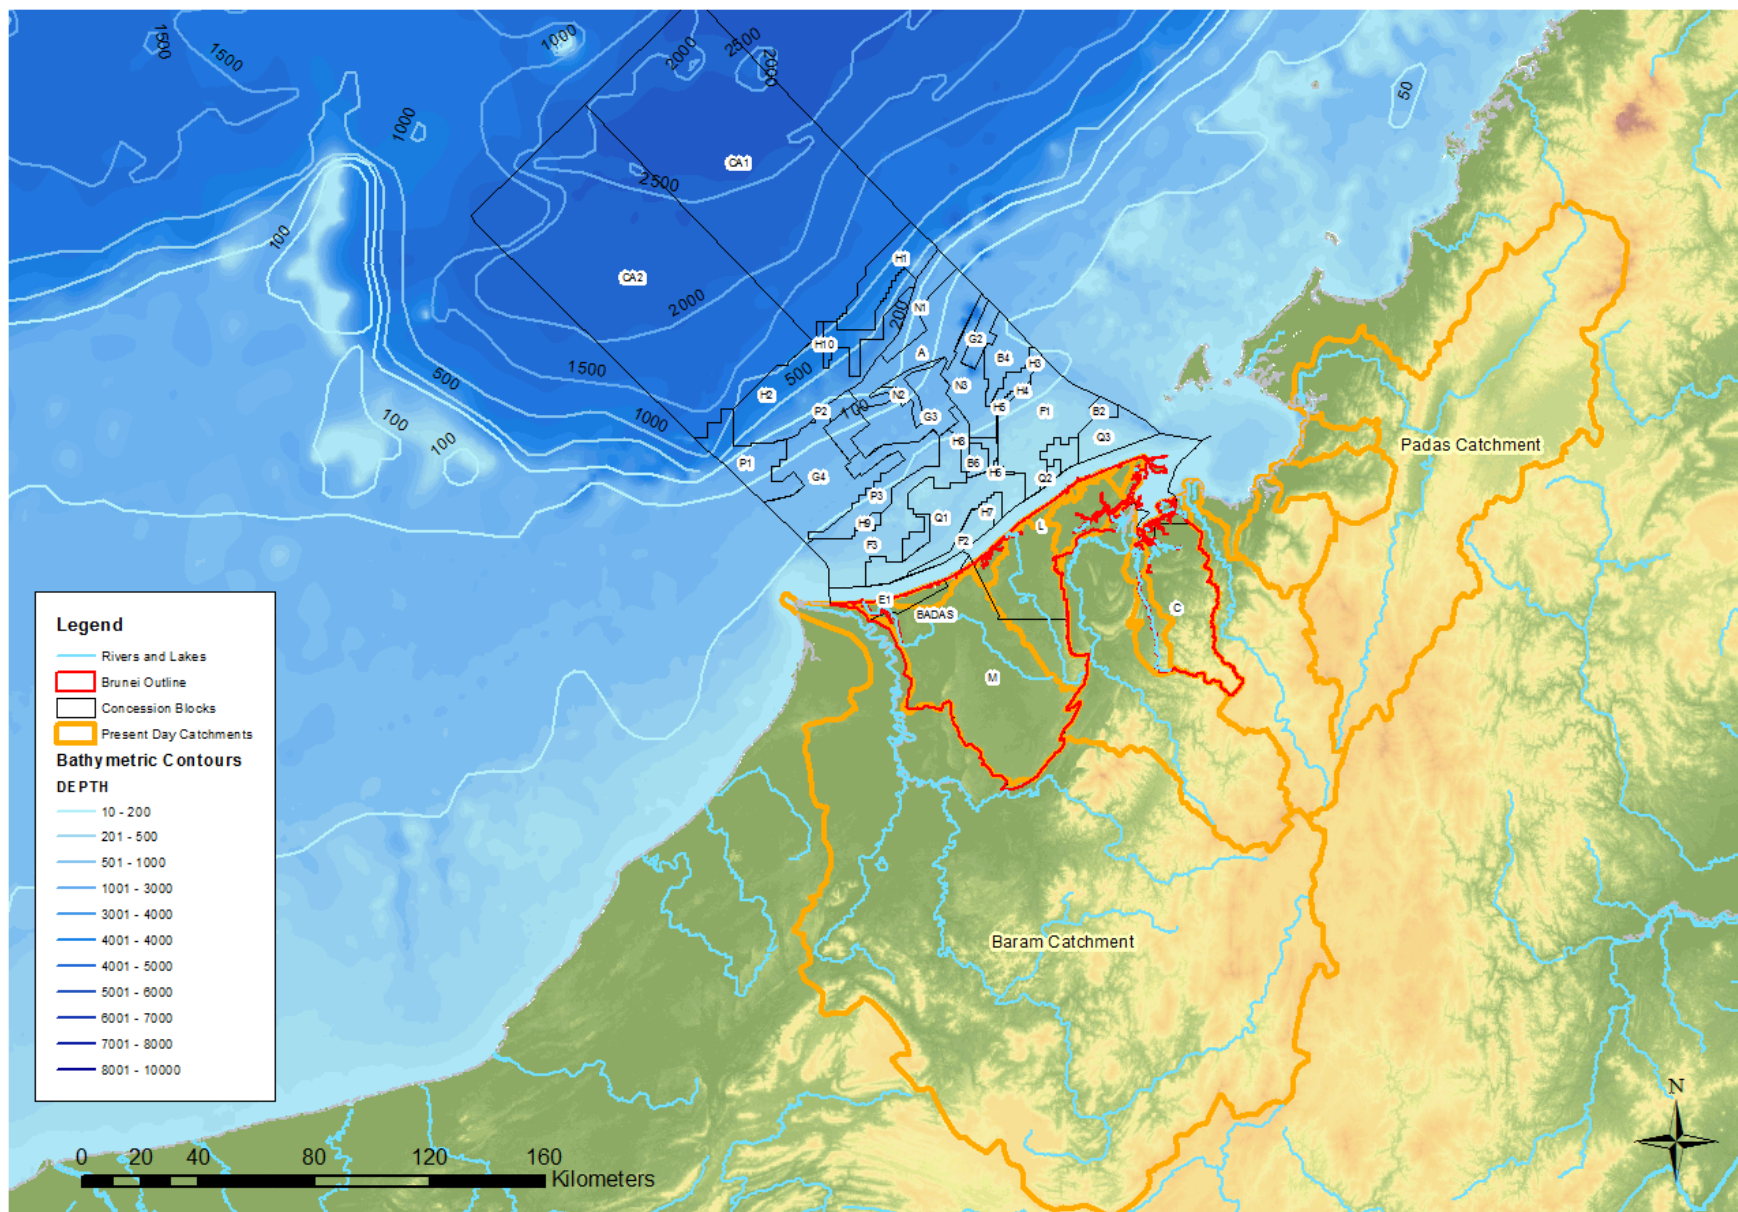 1500
1500
1000
2000
2500
2000
1000
50
CA1
2500
100
CA2
2000
H1
N1
200
H10
G2
A
B4
H3
1500
500
500
H2
N2
N3
H4
P2
100
H5
F1
B2
100
1000
G3
100
H8
Q3
Padas Catchment
P1
B6
G4
H6
Q2
P3
H9
Q1
H7
L
F3
F2
E1
BADAS
C
M
Legend
Rivers and Lakes
Brunei Outline
Concession Blocks
Present Day Catchments
Bathymetric Contours
DEPTH
10 - 200
201 - 500
501 - 1000
1001 - 3000
3001 - 4000
4001 - 4000
4001 - 5000
5001 - 6000
6001 - 7000
7001 - 8000
8001 - 10000
Baram Catchment
N
0 20 40 80 120 160
Kilometers